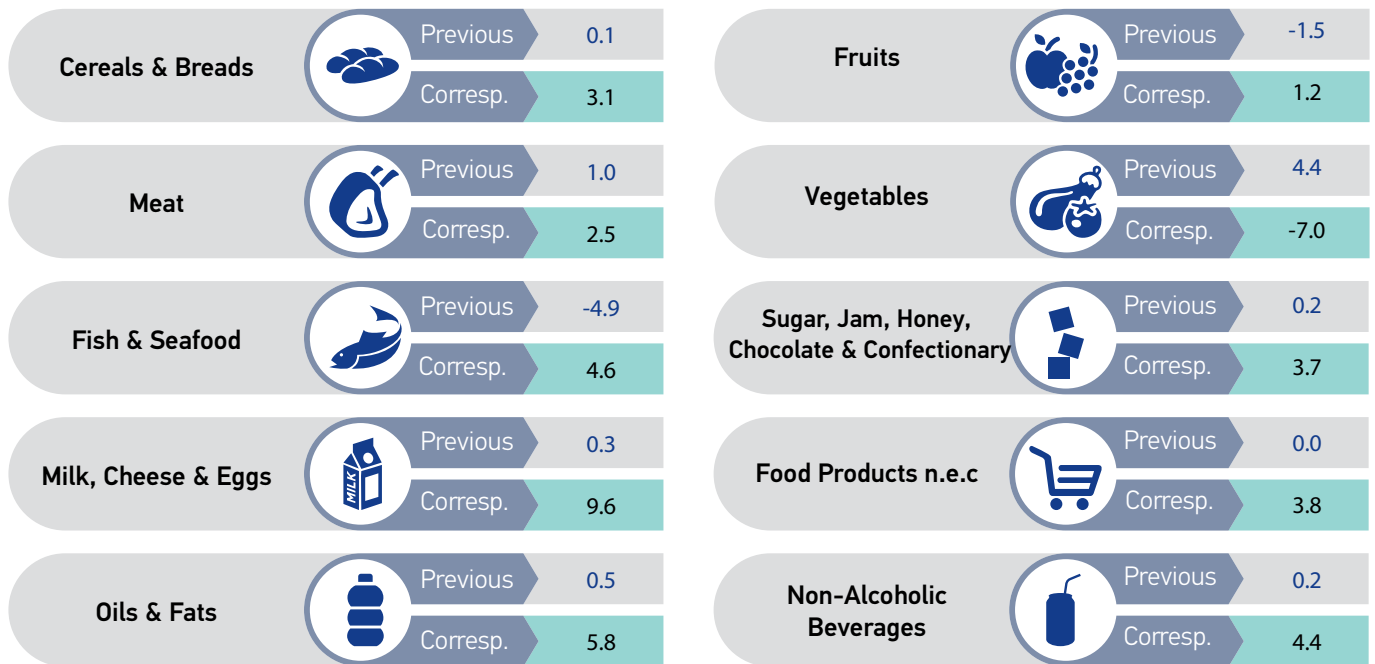 Cereals & Breads
Previous 0.1
Corresp. 3.1
Meat
Previous 1.0
Corresp. 2.5
Fish & Seafood
Previous -4.9
Corresp. 4.6
Milk, Cheese & Eggs
MILK
Previous 0.3
Corresp. 9.6
Oils & Fats
Previous 0.5
Corresp. 5.8
Fruits
Previous -1.5
Corresp. 1.2
Vegetables
Previous 4.4
Corresp. -7.0
Sugar, Jam, Honey,
Chocolate & Confectionary
Previous 0.2
Corresp. 3.7
Food Products n.e.c
Previous 0.0
Corresp. 3.8
Non-Alcoholic
Beverages
Previous 0.2
Corresp. 4.4